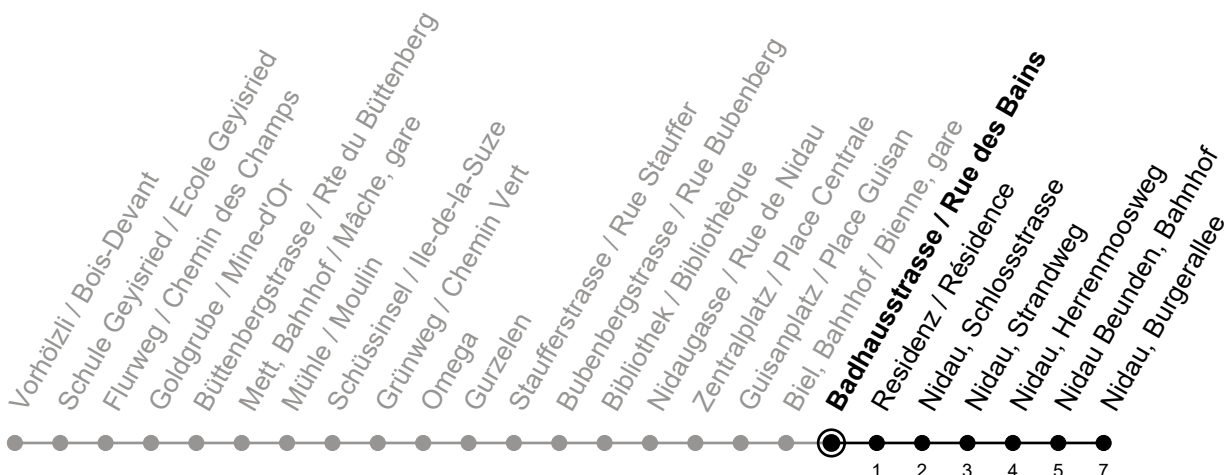 Vorhölzli / Bois-Devant
Schule Geyisried / Ecole Geyisried
Flurweg / Chemin des Champs
Goldgrube / Mine-d'Or
Büttenbergstrasse / Rte du Büttenberg
Mett, Bahnhof / Mâche, gare
Mühle / Moulin
Schüssinsel / Ile-de-la-Suze
Grünweg / Chemin Vert
Omega
Gurzelen
Staufferstrasse / Rue Stauffer
Bubenbergstrasse / Rue Bubenberg
Bibliothek / Bibliothèque
Nidaugasse / Rue de Nidau
Zentralplatz / Place Centrale
Guisanplatz / Place Guisan
Biel, Bahnhof / Bienne, gare
Badhausstrasse / Rue des Bains
Residenz / Résidence
Nidau, Schlossstrasse
Nidau, Strandweg
Nidau, Herrenmoosweg
Nidau Beunden, Bahnhof
Nidau, Burgerallee
1 2 3 4 5 7